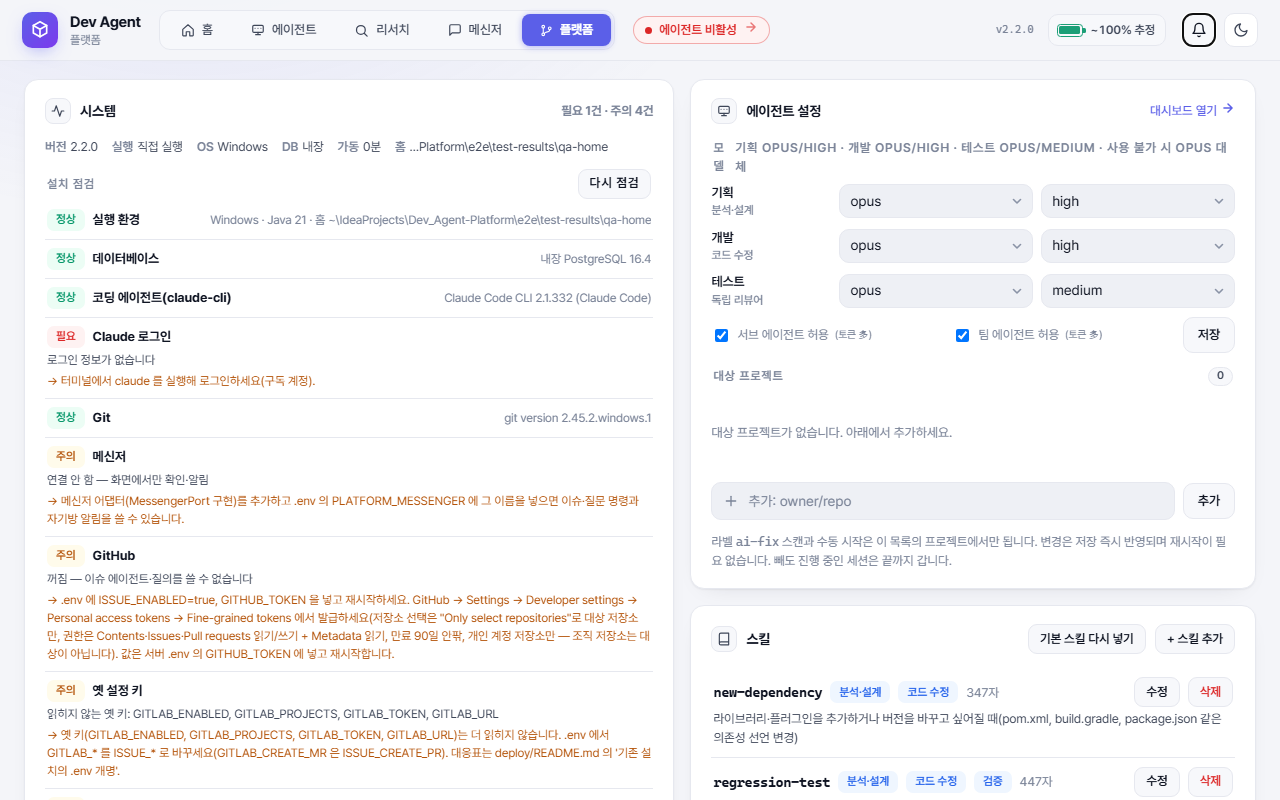 Dev Agent
플랫폼
홈
에이전트
리서치
메신저
플랫폼
에이전트 비활성 →
v2.2.0
~100% 추정
시스템
필요 1건 · 주의 4건
버전 2.2.0 실행 직접 실행 OS Windows DB 내장 가동 0분 홈 ...Platform\e2e\test-results\qa-home
설치 점검
다시 점검
정상 실행 환경 Windows · Java 21 · 홈 ~\IdeaProjects\Dev_Agent-Platform\e2e\test-results\qa-home
정상 데이터베이스 내장 PostgreSQL 16.4
정상 코딩 에이전트(claude-cli) Claude Code CLI 2.1.332 (Claude Code)
필요 Claude 로그인
로그인 정보가 없습니다
→ 터미널에서 claude 를 실행해 로그인하세요(구독 계정).
정상 Git git version 2.45.2.windows.1
주의 메신저
연결 안 함 — 화면에서만 확인·알림
→ 메신저 어댑터(MessengerPort 구현)를 추가하고 .env 의 PLATFORM_MESSENGER 에 그 이름을 넣으면 이슈·질문 명령과
자기방 알림을 쓸 수 있습니다.
주의 GitHub
꺼짐 — 이슈 에이전트·질의를 쓸 수 없습니다
→ .env 에 ISSUE_ENABLED=true, GITHUB_TOKEN 을 넣고 재시작하세요. GitHub → Settings → Developer settings →
Personal access tokens → Fine-grained tokens 에서 발급하세요(저장소 선택은 "Only select repositories"로 대상 저장소
만, 권한은 Contents·Issues·Pull requests 읽기/쓰기 + Metadata 읽기, 만료 90일 안팎, 개인 계정 저장소만 — 조직 저장소는 대
상이 아닙니다). 값은 서버 .env 의 GITHUB_TOKEN 에 넣고 재시작합니다.
주의 옛 설정 키
읽히지 않는 옛 키: GITLAB_ENABLED, GITLAB_PROJECTS, GITLAB_TOKEN, GITLAB_URL
→ 옛 키(GITLAB_ENABLED, GITLAB_PROJECTS, GITLAB_TOKEN, GITLAB_URL)는 더 읽히지 않습니다. .env 에서
GITLAB_* 를 ISSUE_* 로 바꾸세요(GITLAB_CREATE_MR 은 ISSUE_CREATE_PR). 대응표는 deploy/README.md 의 '기존 설
치의 .env 개명'.
에이전트 설정
대시보드 열기 →
모 기획 OPUS/HIGH · 개발 OPUS/HIGH · 테스트 OPUS/MEDIUM · 사용 불가 시 OPUS 대
델 체
기획 opus high
분석·설계
개발 opus high
코드 수정
테스트 opus medium
독립 리뷰어
서브 에이전트 허용 (토큰 多)
팀 에이전트 허용 (토큰 多)
저장
대상 프로젝트 0
대상 프로젝트가 없습니다. 아래에서 추가하세요.
+ 추가: owner/repo
추가
라벨 ai-fix 스캔과 수동 시작은 이 목록의 프로젝트에서만 됩니다. 변경은 저장 즉시 반영되며 재시작이 필
요 없습니다. 빼도 진행 중인 세션은 끝까지 갑니다.
스킬
기본 스킬 다시 넣기
+ 스킬 추가
new-dependency 분석·설계 코드 수정 347자 수정 삭제
라이브러리·플러그인을 추가하거나 버전을 바꾸고 싶어질 때(pom.xml, build.gradle, package.json 같은
의존성 선언 변경)
regression-test 분석·설계 코드 수정 검증 447자 수정 삭제